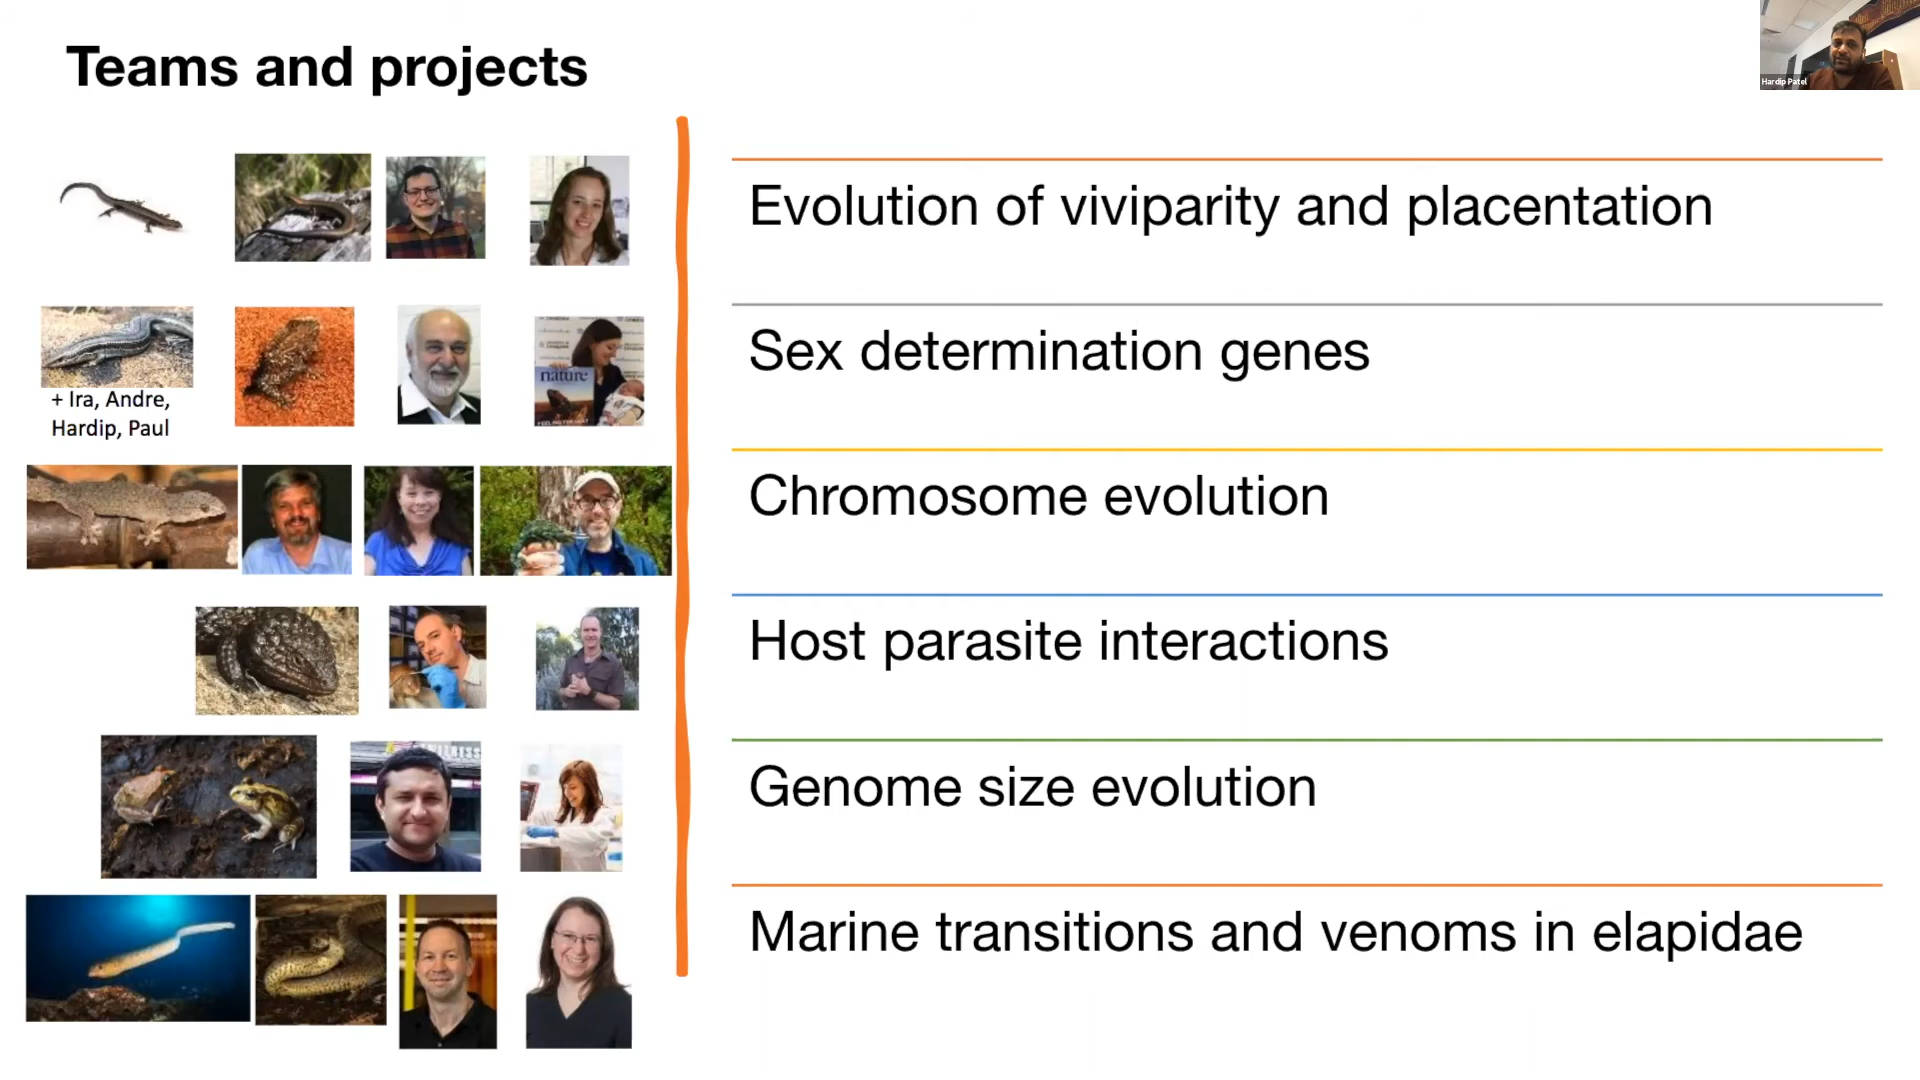 Teams and projects
Hardip Patel
Evolution of viviparity and placentation
Sex determination genes
nature
+ Ira, Andre,
Hardip, Paul
Chromosome evolution
Host parasite interactions
Genome size evolution
Marine transitions and venoms in elapidae